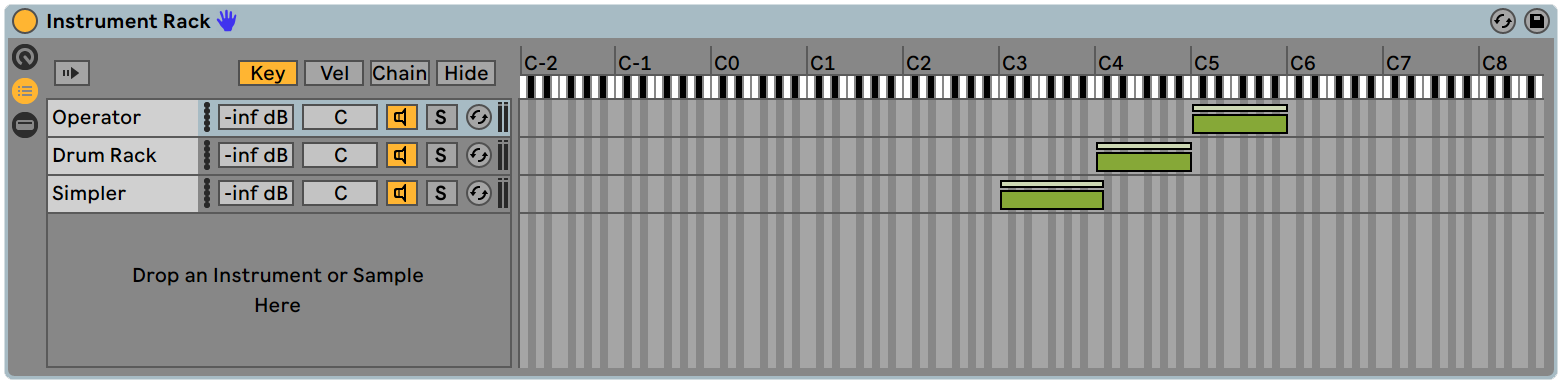 Instrument Rack
Key Vel Chain Hide
C-2 C-1 C0 C1 C2 C3 C4 C5 C6 C7 C8
Operator -inf dB C S
Drum Rack -inf dB C S
Simpler -inf dB C S
Drop an Instrument or Sample
Here